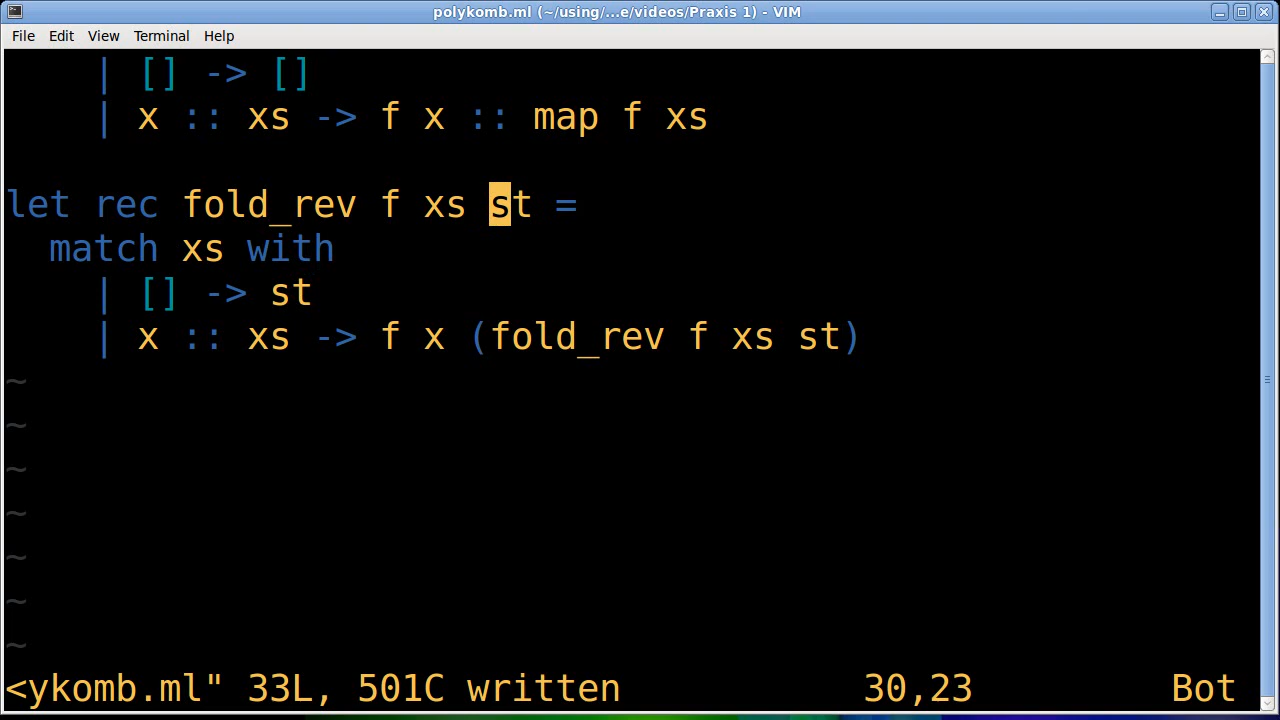 polykomb.ml (~/using/...e/videos/Praxis 1) - VIM
File Edit View Terminal Help
    | [] -> []
    | x :: xs -> f x :: map f xs

let rec fold_rev f xs st =
  match xs with
    | [] -> st
    | x :: xs -> f x (fold_rev f xs st)
~
~
~
~
~
~
~
<ykomb.ml" 33L, 501C written 30,23 Bot